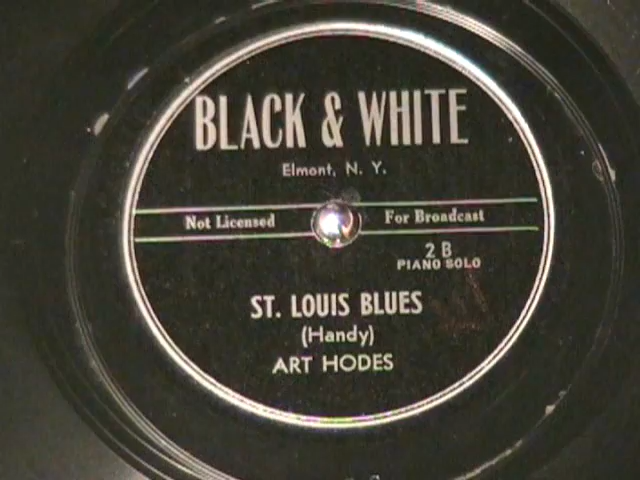 BLACK & WHITE
Elmont, N. Y.
Not Licensed For Broadcast
2 B
PIANO SOLO
ST. LOUIS BLUES
(Handy)
ART HODES